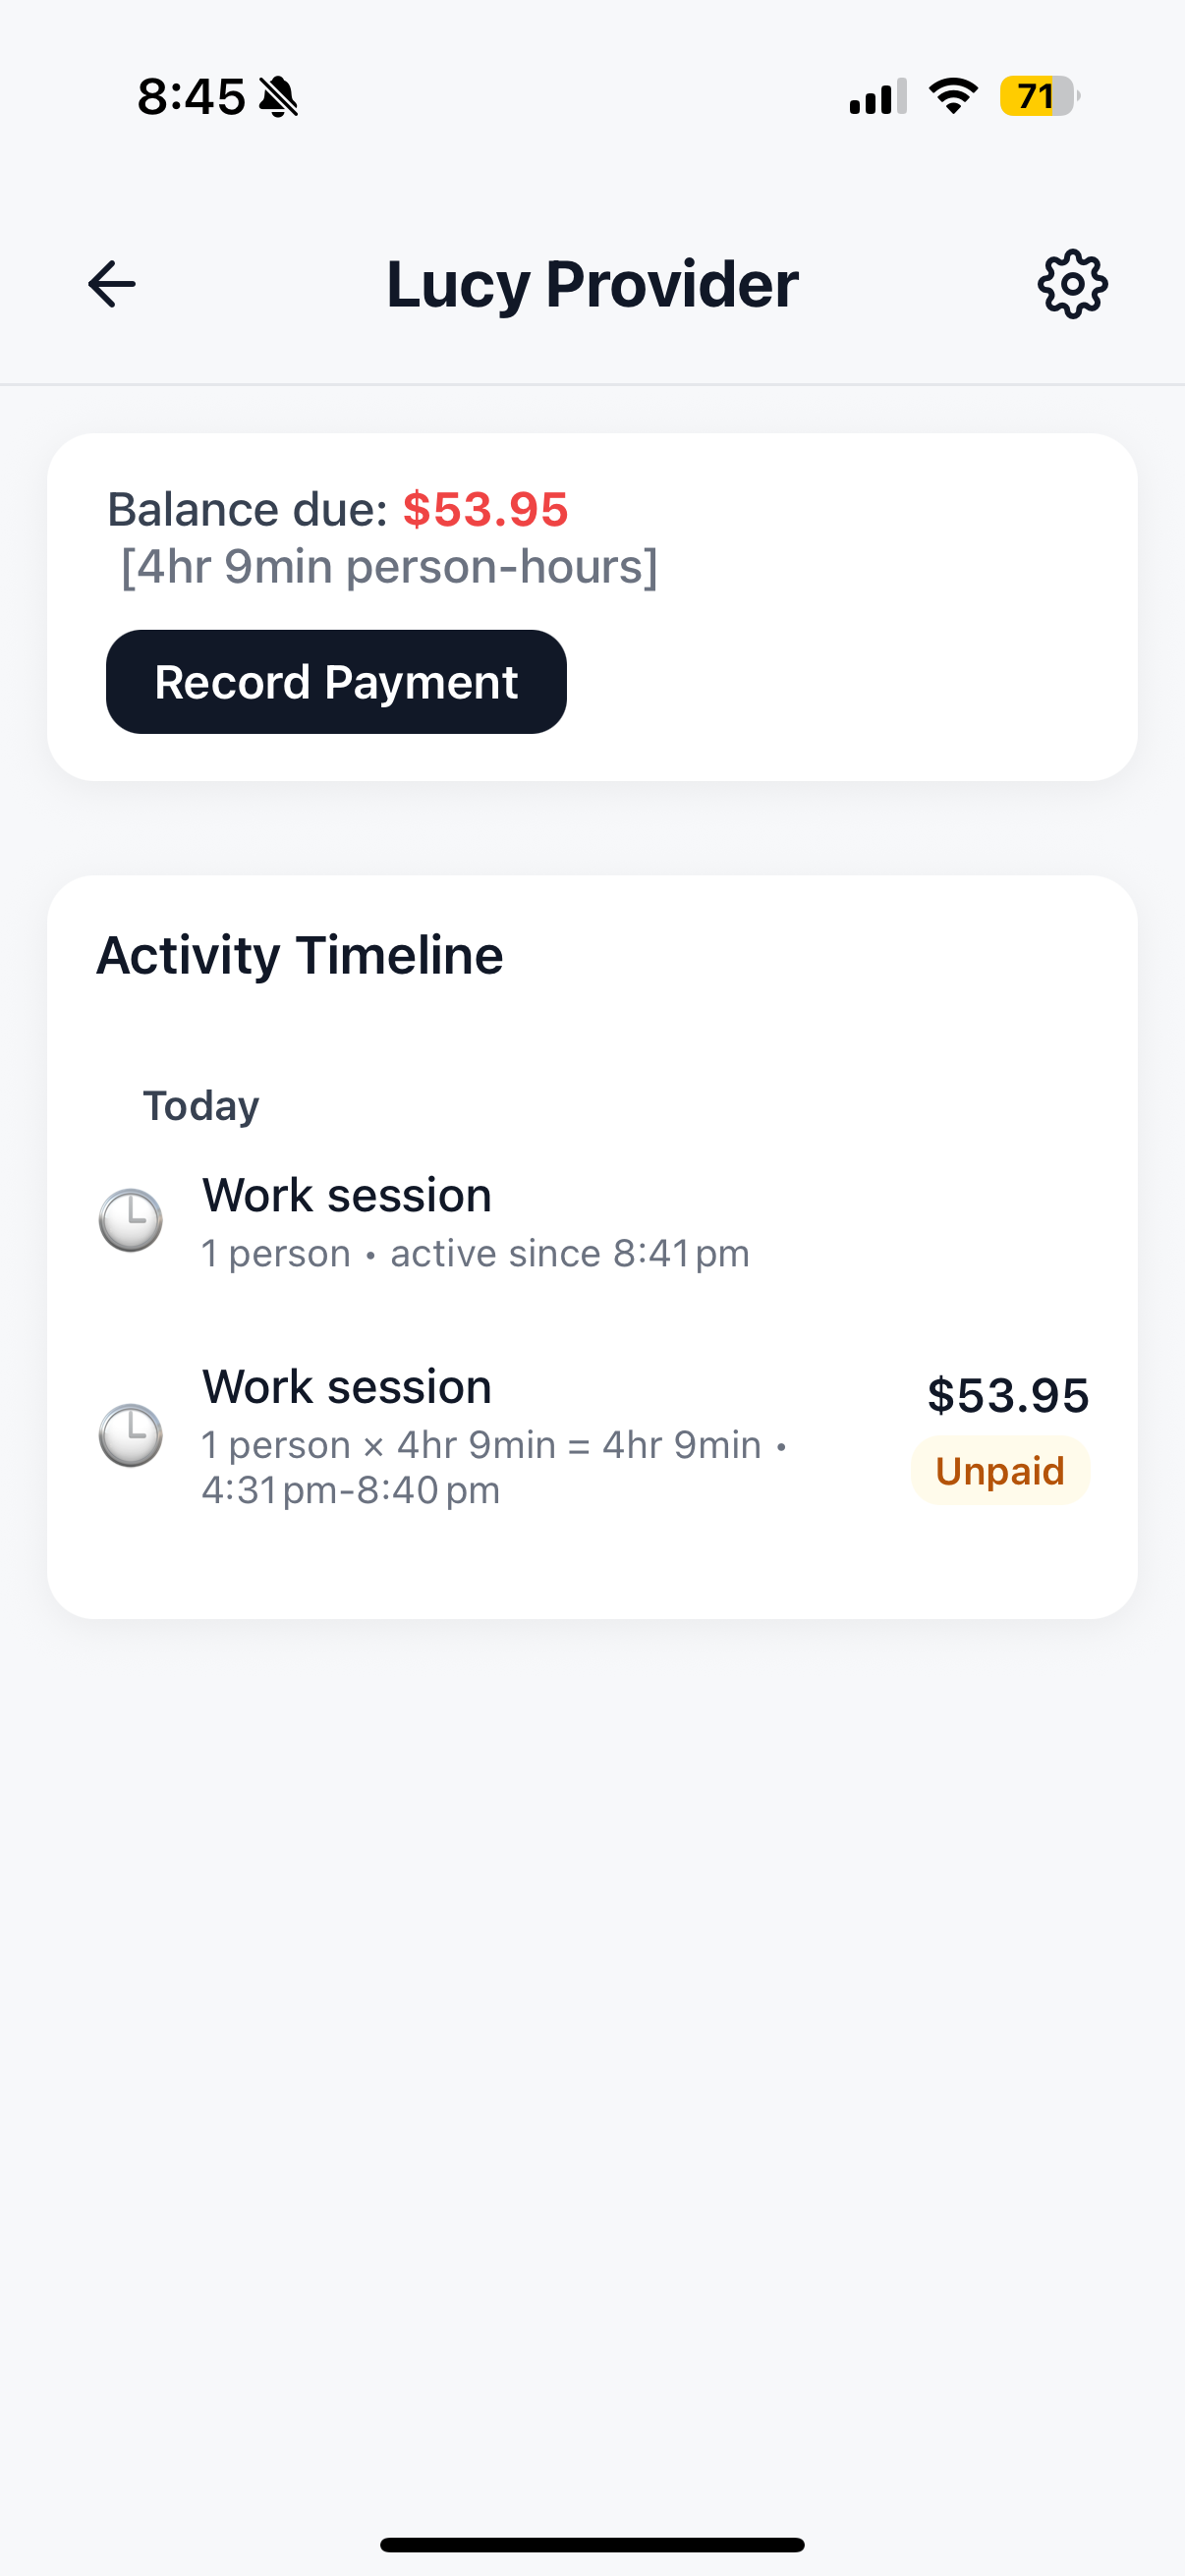 8:45
71
Lucy Provider
Balance due: $53.95
[4hr 9min person-hours]
Record Payment
Activity Timeline
Today
Work session
1 person • active since 8:41 pm
Work session
$53.95
1 person × 4hr 9min = 4hr 9min •
4:31 pm-8:40 pm
Unpaid